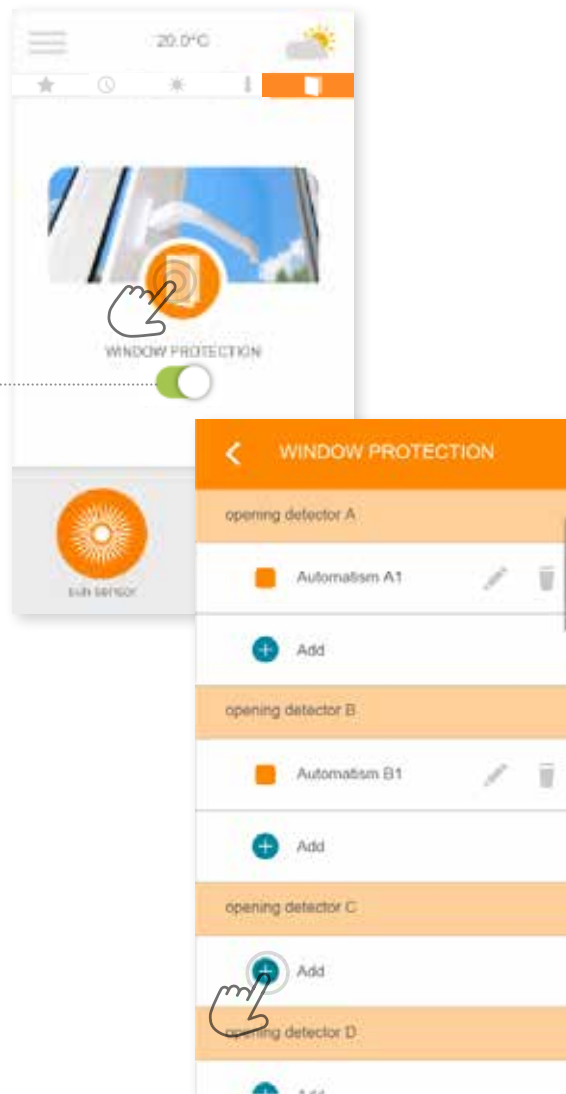 20.0°C
WINDOW PROTECTION
sun sensor
WINDOW PROTECTION
opening detector A
Automatism A1
Add
opening detector B
Automatism B1
Add
opening detector C
Add
opening detector D
Add